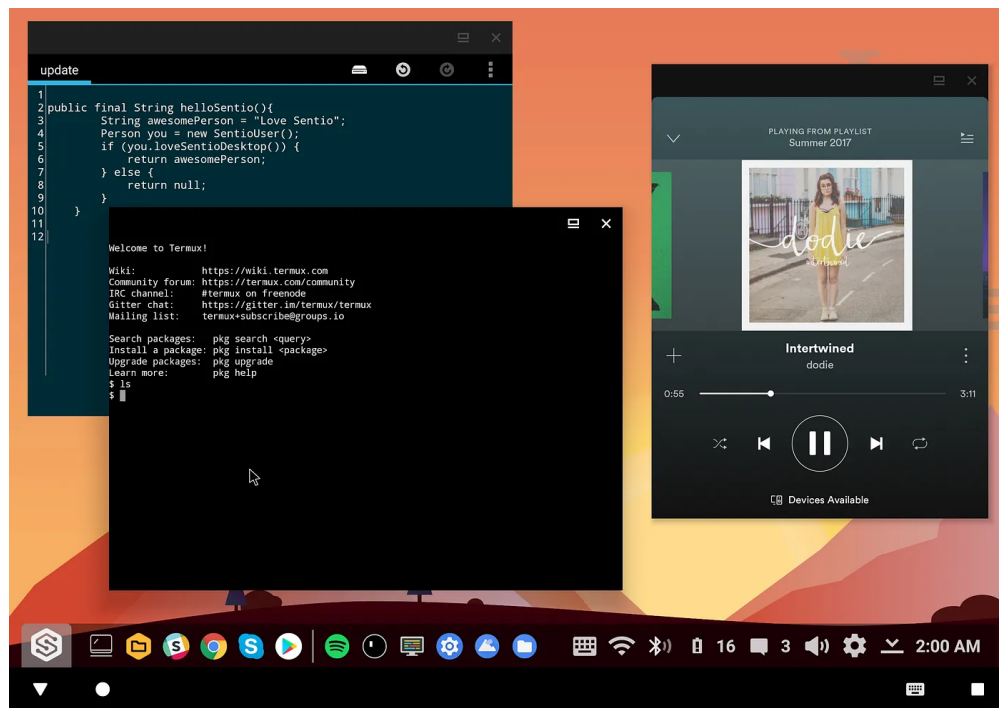 update
1
2 public final String helloSentio(){
3 String awesomePerson = "Love Sentio";
4 Person you = new SentioUser();
5 if (you.loveSentioDesktop()) {
6 return awesomePerson;
7 } else {
8 return null;
9 }
10 }
11
12
Welcome to Termux!
Wiki: https://wiki.termux.com
Community forum: https://termux.com/community
IRC channel: #termux on freenode
Gitter chat: https://gitter.im/termux/termux
Mailing list: termux+subscribe@groups.io
Search packages: pkg search <query>
Install a package: pkg install <package>
Upgrade packages: pkg upgrade
Learn more: pkg help
$ ls
$
PLAYING FROM PLAYLIST
Summer 2017
dodie
intertwined
Intertwined
dodie
0:55 3:11
Devices Available
16 3 2:00 AM